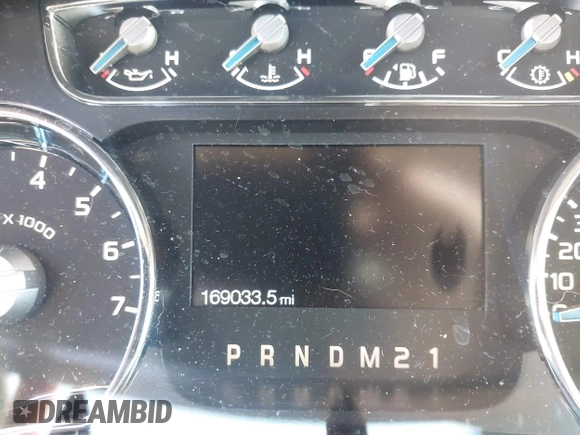 H H E F C H
4
5
6
7
X 1000
20
10
169033.5 mi
P R N D M 2 1
DREAMBID